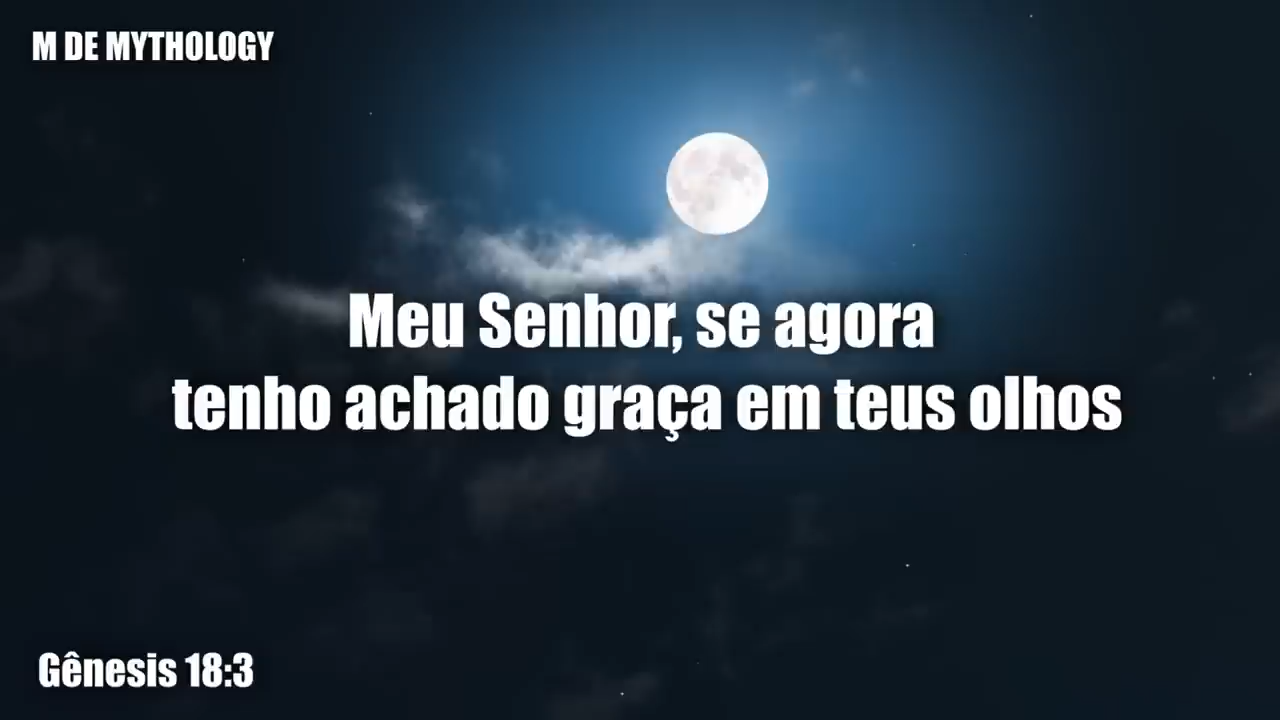 M DE MYTHOLOGY
Meu Senhor, se agora
tenho achado graça em teus olhos
Gênesis 18:3